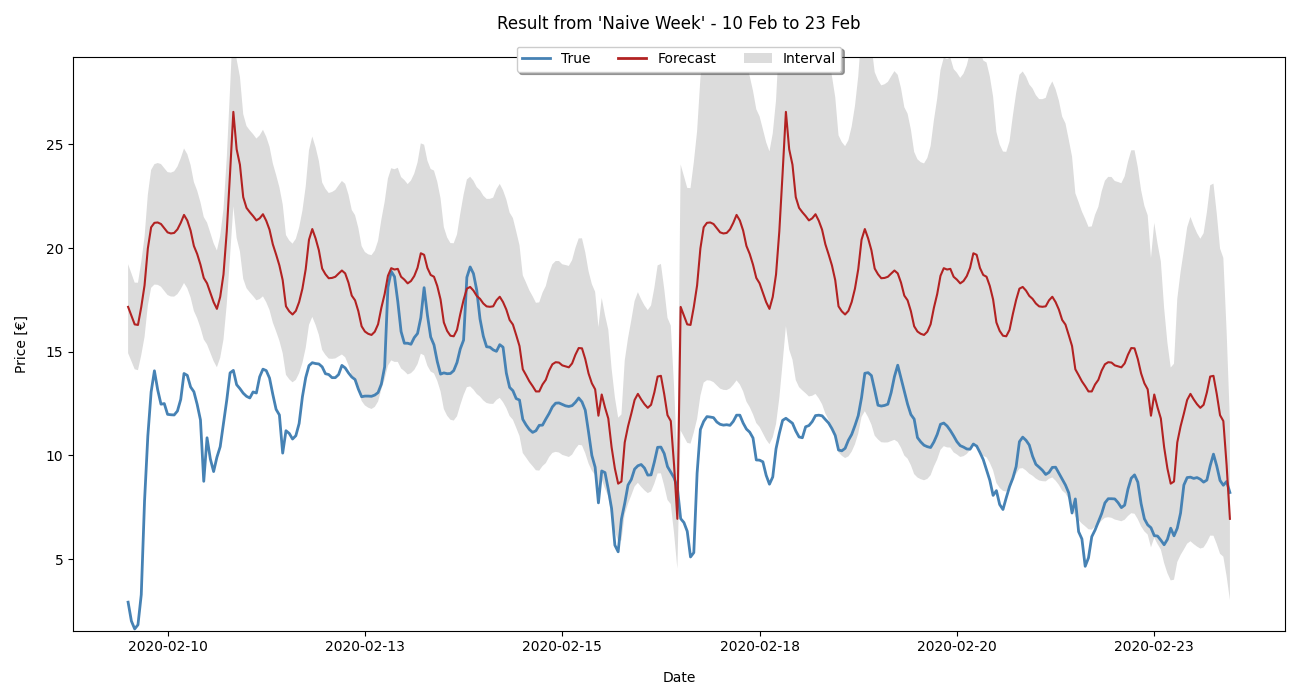 Result from 'Naive Week' - 10 Feb to 23 Feb
True Forecast Interval
Price [€]
25
20
15
10
5
2020-02-10 2020-02-13 2020-02-15 2020-02-18 2020-02-20 2020-02-23
Date